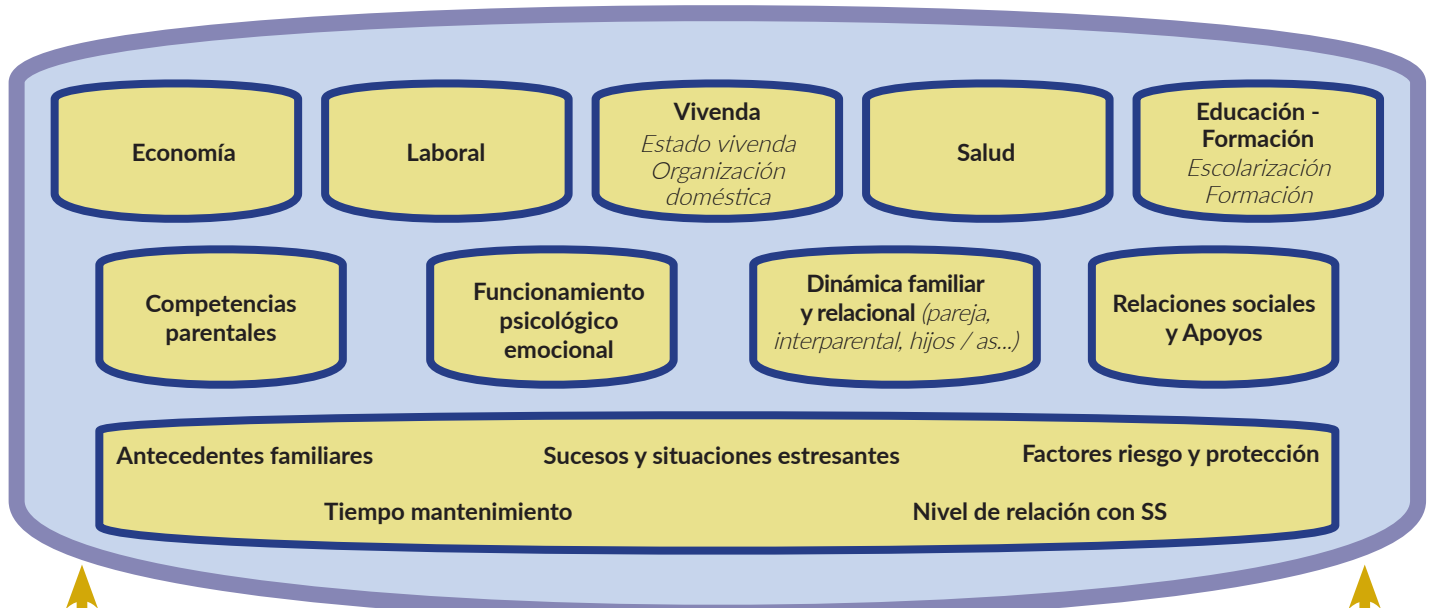 Economía
Laboral
Vivenda
Estado vivenda
Organización
doméstica
Salud
Educación -
Formación
Escolarización
Formación
Competencias
parentales
Funcionamiento
psicológico
emocional
Dinámica familiar
y relacional (pareja,
interparental, hijos / as...)
Relaciones sociales
y Apoyos
Antecedentes familiares
Sucesos y situaciones estresantes
Factores riesgo y protección
Tiempo mantenimiento
Nivel de relación con SS